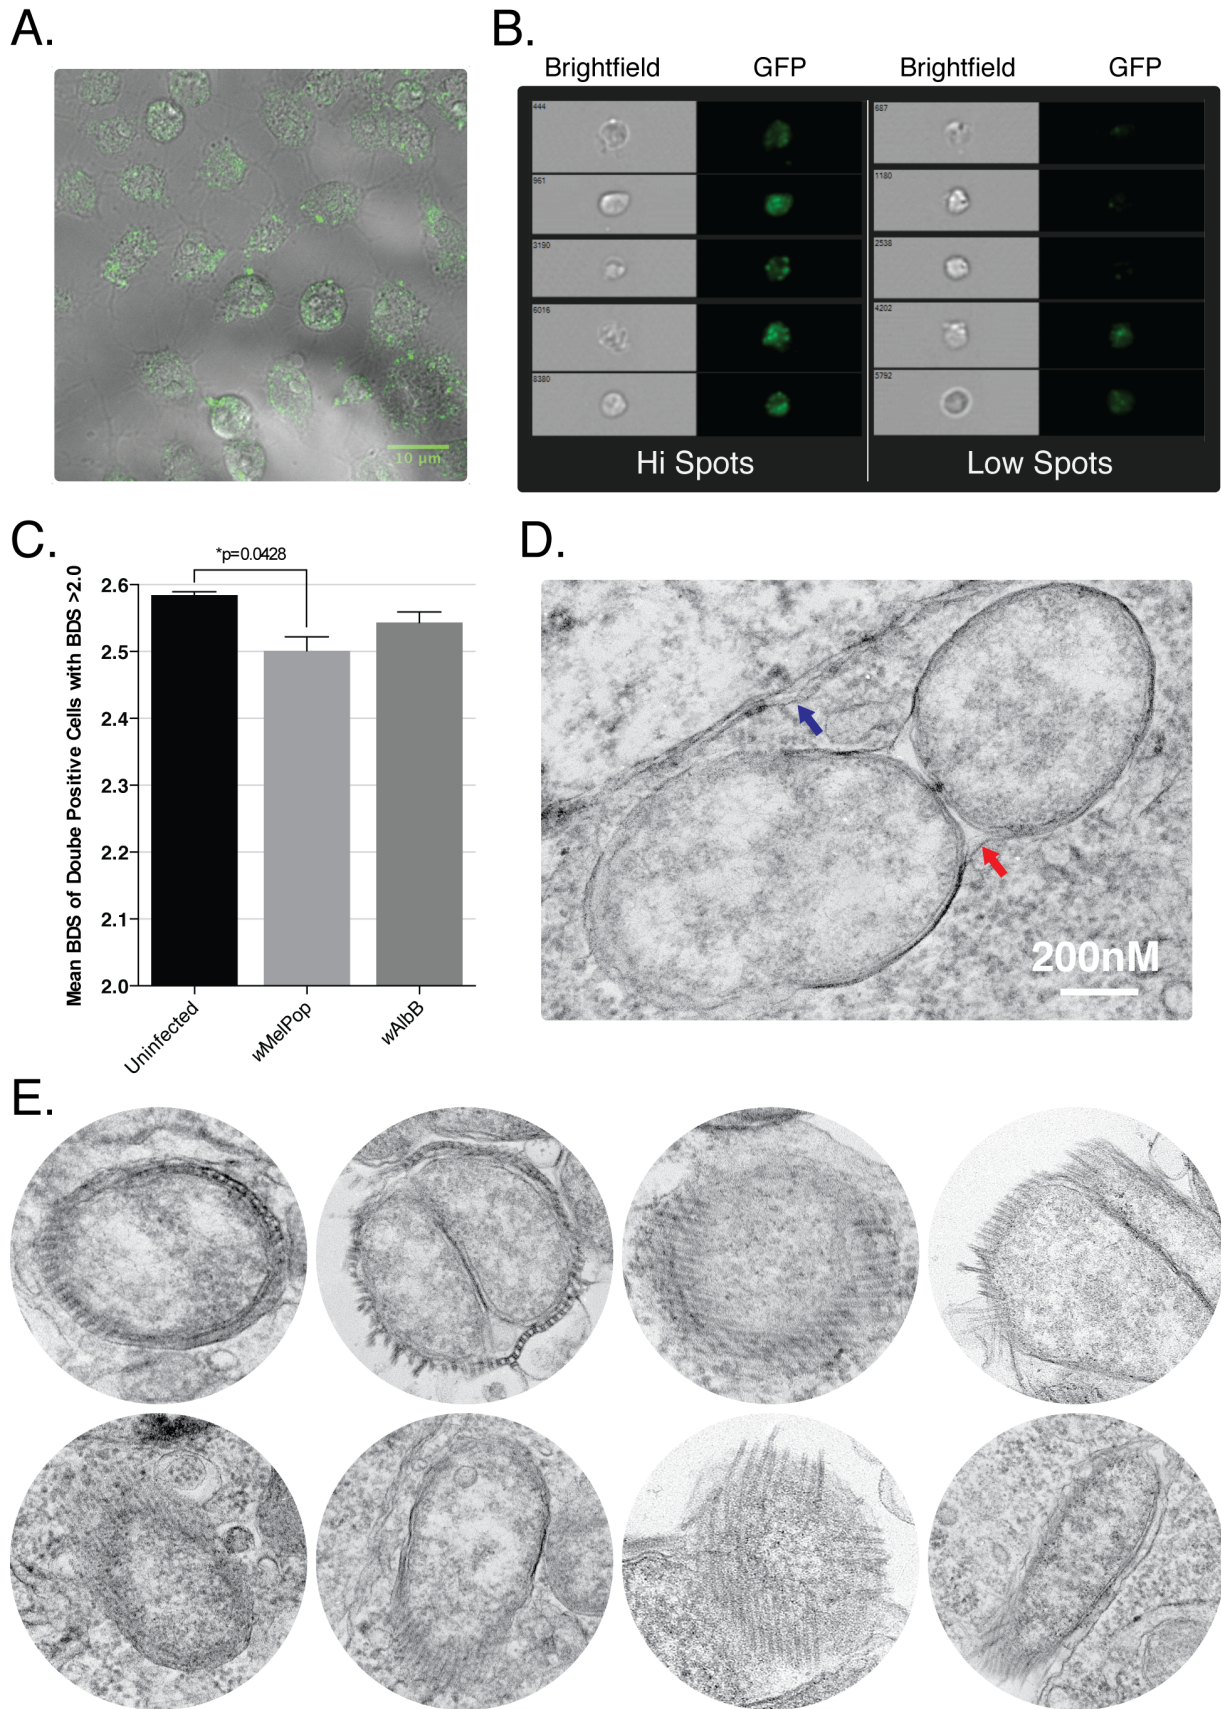 A.
B.
Brightfield GFP Brightfield GFP
444
961
3190
6016
8380
687
1180
2538
4202
5792
10 µm
Hi Spots
Low Spots
C.
*p=0.0428
Mean BDS of Doube Positive Cells with BDS >2.0
2.6
2.5
2.4
2.3
2.2
2.1
2.0
Uninfected
wMelPop
wAlbB
D.
200nM
E.